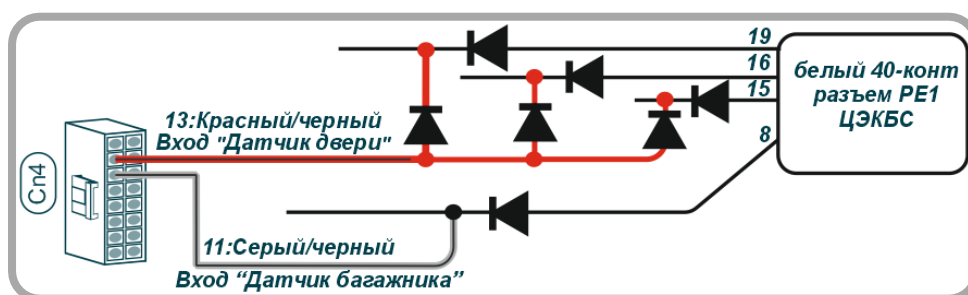 19
16
15
8
белый 40-конт
разъем PE1
ЦЭКБС
13:Красный/черный
Вход "Датчик двери"
Сп4
11:Серый/черный
Вход “Датчик багажника”